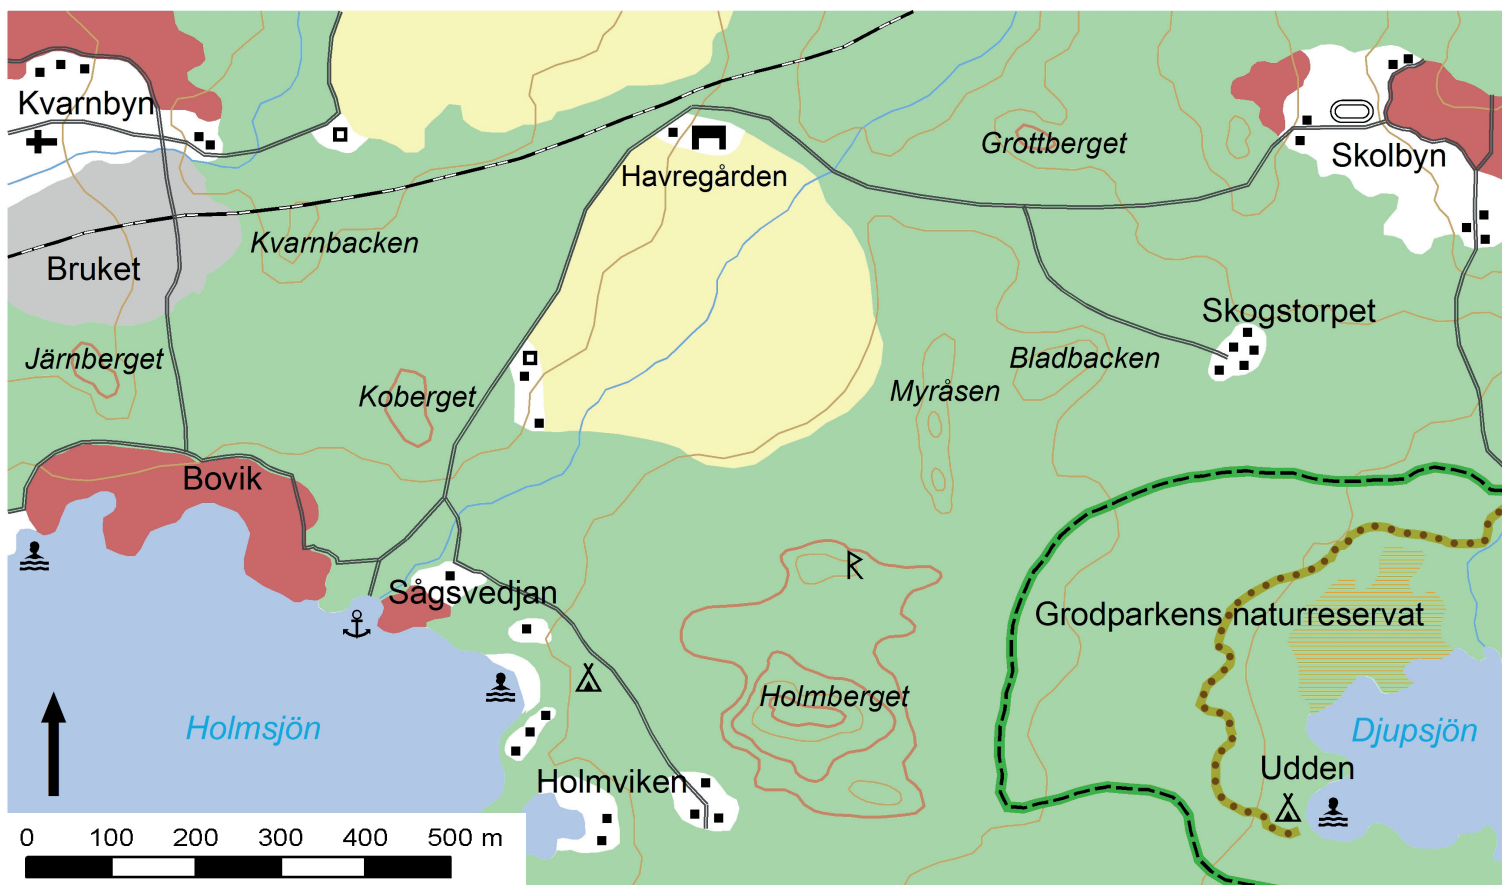 Kvarnbyn
Grottberget
Skolbyn
Havregården
Kvarnbacken
Bruket
Skogstorpet
Järnberget
Bladbacken
Koberget
Myråsen
Bovik
Sågsvedjan
Grodparkens naturreservat
Holmberget
Holmsjön
Djupsjön
Udden
Holmviken
0 100 200 300 400 500 m